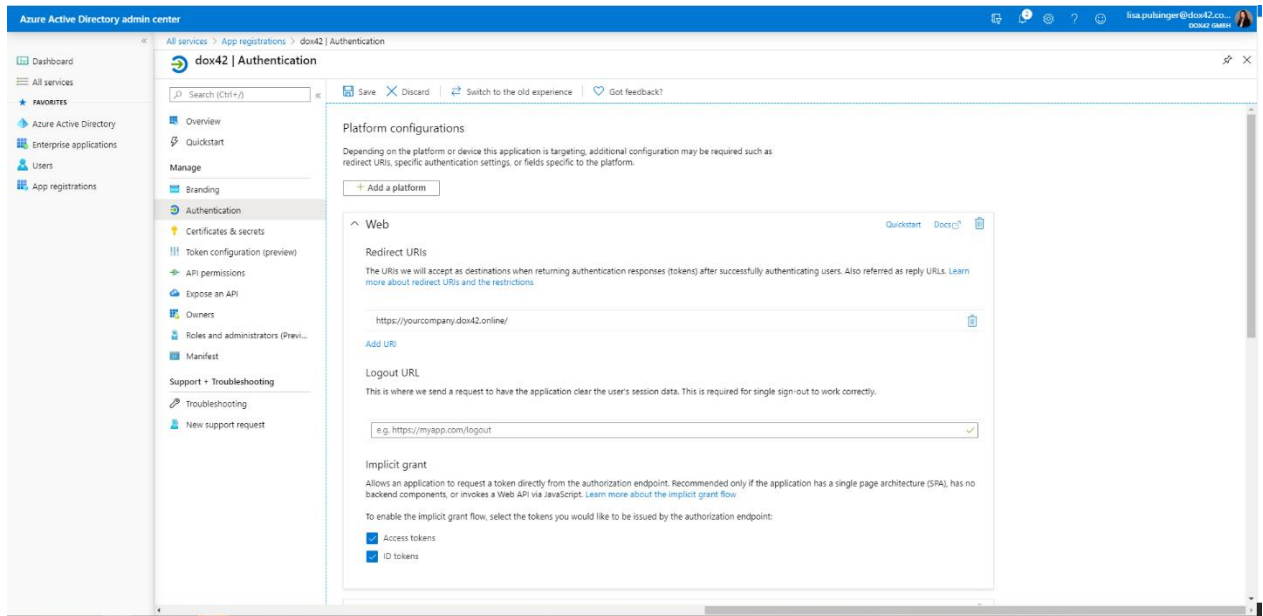 Azure Active Directory admin center
lisa.pulsinger@dox42.co...
DOX42 GMBH
All services > App registrations > dox42 | Authentication
Dashboard
All services
FAVORITES
Azure Active Directory
Enterprise applications
Users
App registrations
dox42 | Authentication
Search (Ctrl+/)
Overview
Quickstart
Manage
Branding
Authentication
Certificates & secrets
Token configuration (preview)
API permissions
Expose an API
Owners
Roles and administrators (Previ...
Manifest
Support + Troubleshooting
Troubleshooting
New support request
Save Discard Switch to the old experience Got feedback?
Platform configurations
Depending on the platform or device this application is targeting, additional configuration may be required such as
redirect URIs, specific authentication settings, or fields specific to the platform.
+ Add a platform
Web Quickstart Docs
Redirect URIs
The URIs we will accept as destinations when returning authentication responses (tokens) after successfully authenticating users. Also referred as reply URLs. Learn
more about redirect URIs and the restrictions
https://yourcompany.dox42.online/
Add URI
Logout URL
This is where we send a request to have the application clear the user's session data. This is required for single sign-out to work correctly.
e.g. https://myapp.com/logout
Implicit grant
Allows an application to request a token directly from the authorization endpoint. Recommended only if the application has a single page architecture (SPA), has no
backend components, or invokes a Web API via JavaScript. Learn more about the implicit grant flow
To enable the implicit grant flow, select the tokens you would like to be issued by the authorization endpoint:
Access tokens
ID tokens